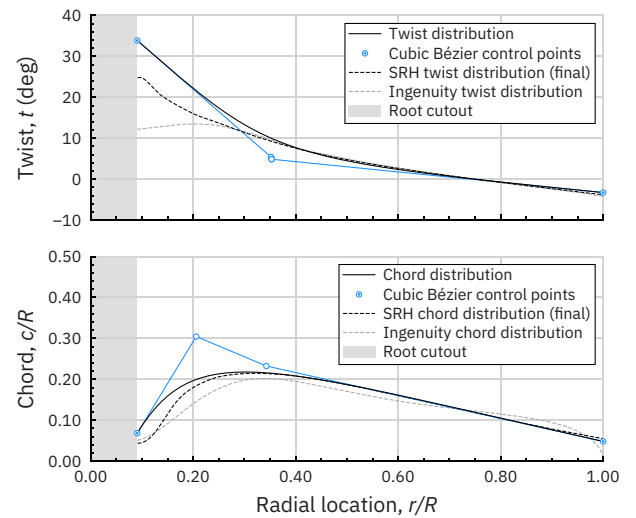 40
30
20
10
0
−10
Twist, t (deg)
Twist distribution
Cubic Bézier control points
SRH twist distribution (final)
Ingenuity twist distribution
Root cutout
0.50
0.40
0.30
0.20
0.10
0.00
Chord, c/R
Chord distribution
Cubic Bézier control points
SRH chord distribution (final)
Ingenuity chord distribution
Root cutout
0.00 0.20 0.40 0.60 0.80 1.00
Radial location, r/R